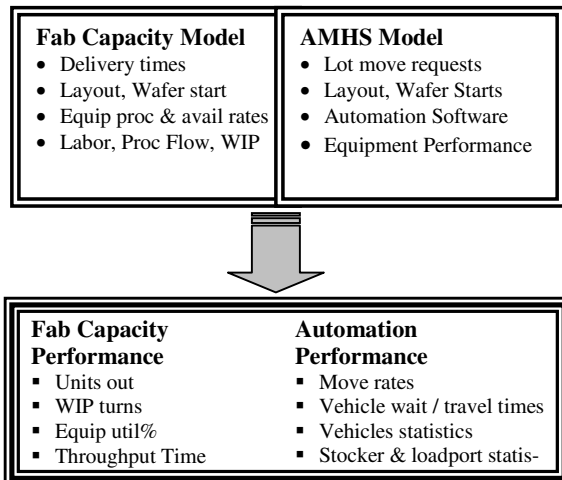 Fab Capacity Model
• Delivery times
• Layout, Wafer start
• Equip proc & avail rates
• Labor, Proc Flow, WIP
AMHS Model
• Lot move requests
• Layout, Wafer Starts
• Automation Software
• Equipment Performance
Fab Capacity
Performance
▪ Units out
▪ WIP turns
▪ Equip util%
▪ Throughput Time
Automation
Performance
▪ Move rates
▪ Vehicle wait / travel times
▪ Vehicles statistics
▪ Stocker & loadport statis-